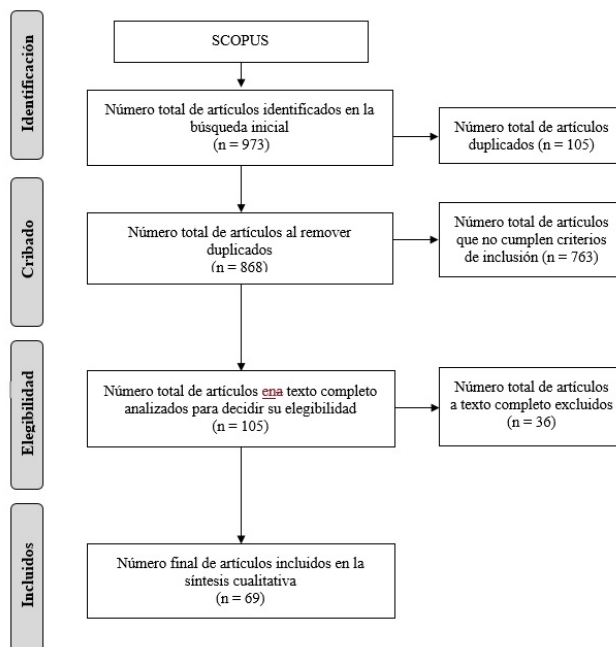 Identificación
SCOPUS
Número total de artículos identificados en la
búsqueda inicial
(n = 973)
Número total de artículos
duplicados (n = 105)
Cribado
Número total de artículos al remover
duplicados
(n = 868)
Número total de artículos
que no cumplen criterios
de inclusión (n = 763)
Elegibilidad
Número total de artículos ena texto completo
analizados para decidir su elegibilidad
(n = 105)
Número total de artículos
a texto completo excluidos
(n = 36)
Incluidos
Número final de artículos incluidos en la
síntesis cualitativa
(n = 69)